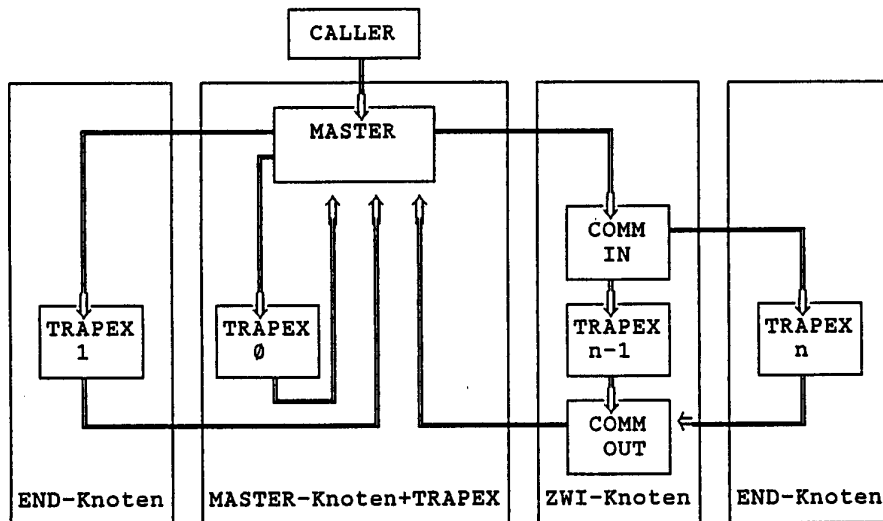 CALLER
MASTER
COMM
IN
TRAPEX
1
TRAPEX
0
TRAPEX
n-1
TRAPEX
n
COMM
OUT
END-Knoten
MASTER-Knoten+TRAPEX
ZWI-Knoten
END-Knoten